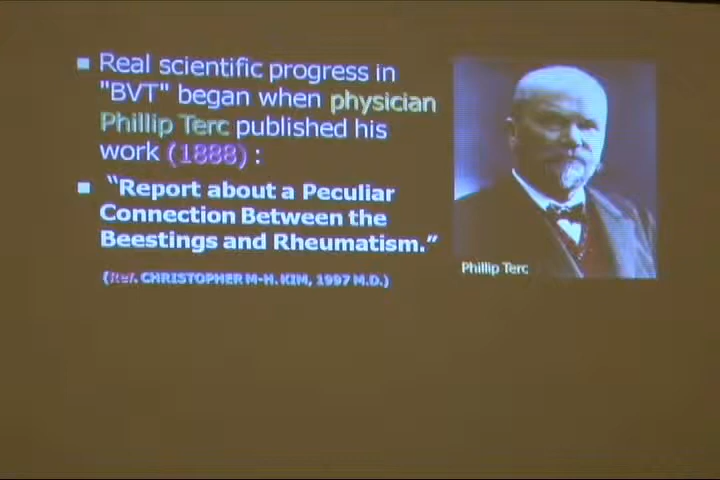 Real scientific progress in
"BVT" began when physician
Phillip Terc published his
work (1888) :
"Report about a Peculiar
Connection Between the
Beestings and Rheumatism."
(Ref. CHRISTOPHER M-H. KIM, 1997 M.D.)
Phillip Terc